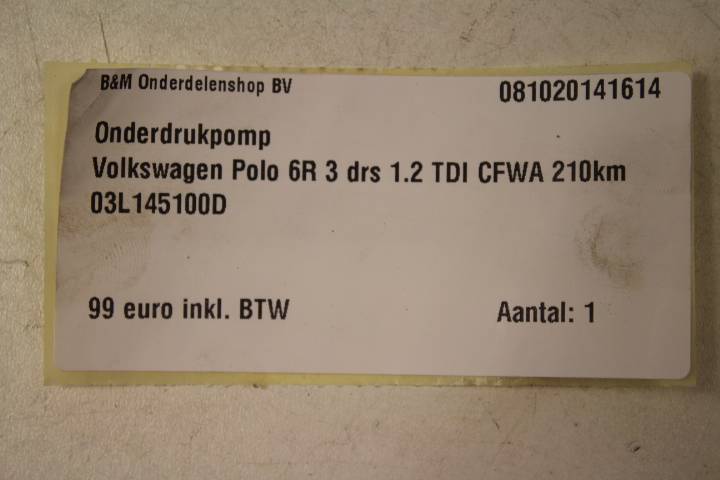 B&M Onderdelenshop BV 081020141614
Onderdrukpomp
Volkswagen Polo 6R 3 drs 1.2 TDI CFWA 210km
03L145100D
99 euro inkl. BTW Aantal: 1